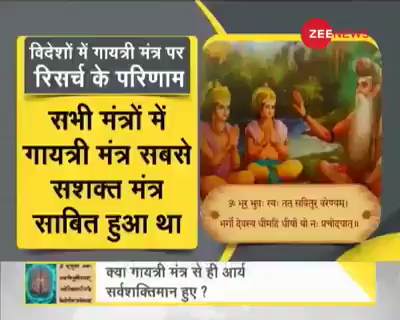 ZEE NEWS
विदेशों में गायत्री मंत्र पर
रिसर्च के परिणाम
सभी मंत्रों में
गायत्री मंत्र सबसे
सशक्त मंत्र
साबित हुआ था
ॐ भूर् भुवः स्वः तत् सवितुर् वरेण्यम्।
भर्गो देवस्य धीमहि धीयो यो नः प्रचोदयात्॥
क्या गायत्री मंत्र से ही आर्य
सर्वशक्तिमान हुए ?